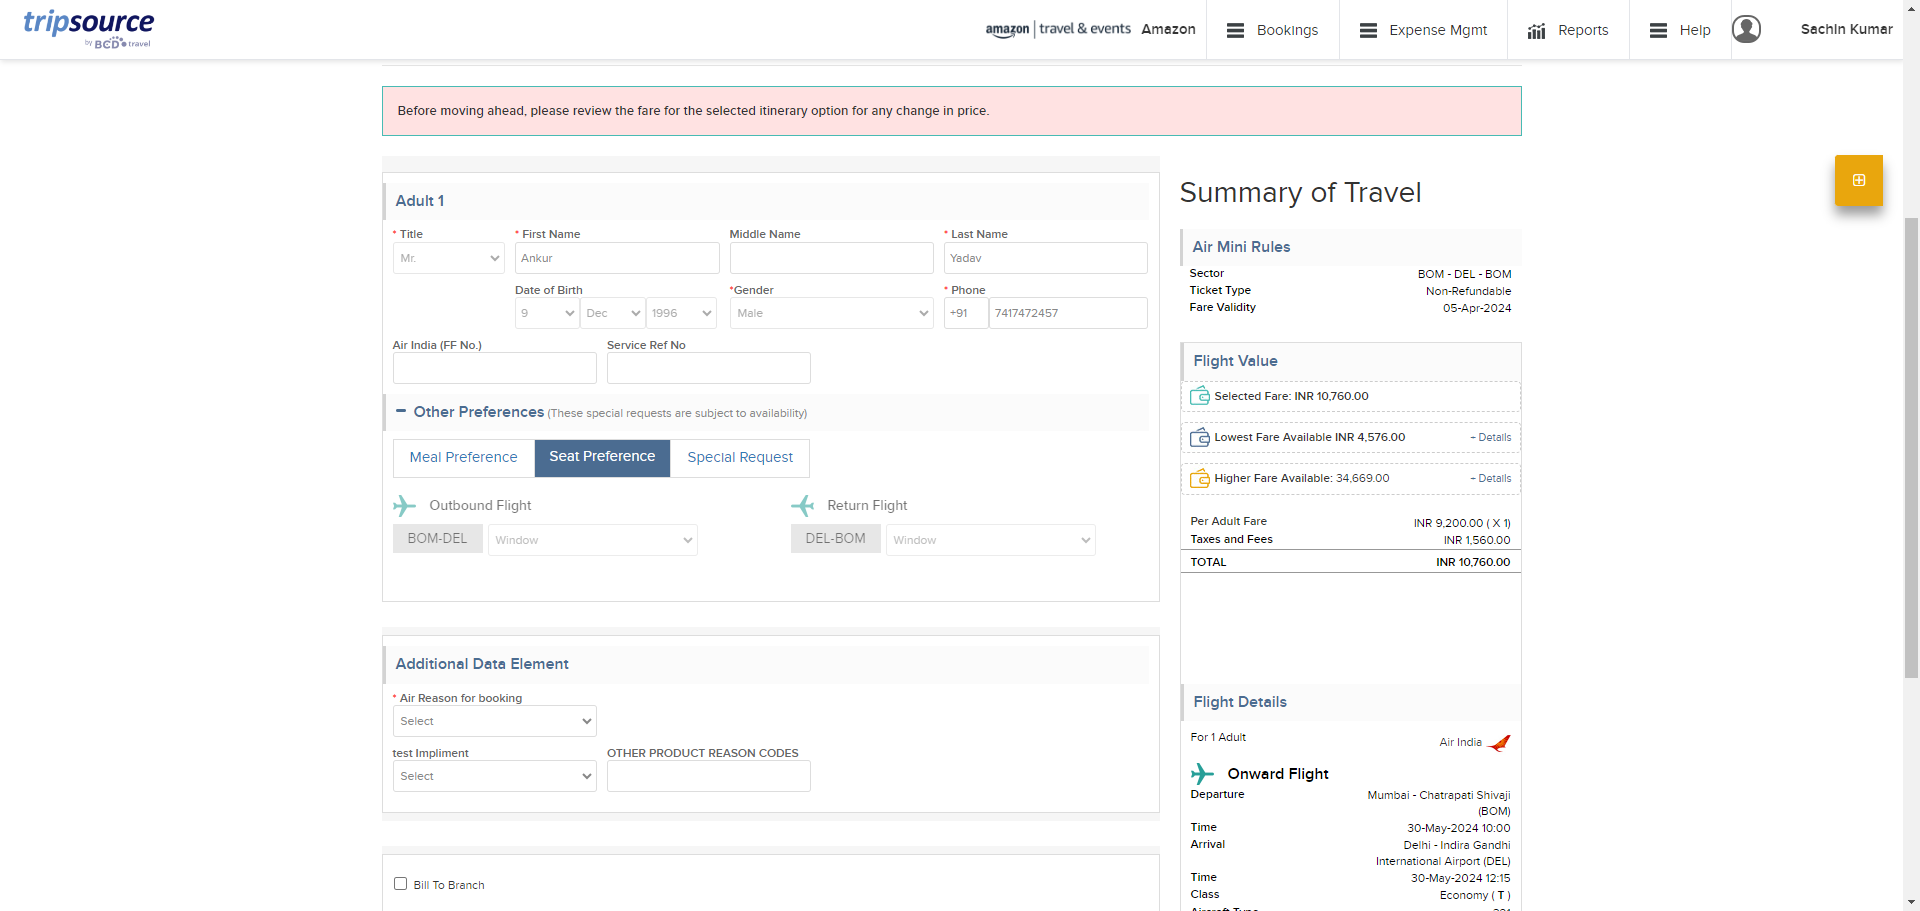 tripsource
by BCD travel
amazon | travel & events Amazon
Bookings
Expense Mgmt
Reports
Help
Sachin Kumar
Before moving ahead, please review the fare for the selected itinerary option for any change in price.
Adult 1
* Title
* First Name
Middle Name
* Last Name
Mr.
Ankur
Yadav
Date of Birth
*Gender
* Phone
9
Dec
1996
Male
+91
7417472457
Air India (FF No.)
Service Ref No
Other Preferences (These special requests are subject to availability)
Meal Preference
Seat Preference
Special Request
Outbound Flight
Return Flight
BOM-DEL
Window
DEL-BOM
Window
Additional Data Element
* Air Reason for booking
Select
test Impliment
OTHER PRODUCT REASON CODES
Select
Bill To Branch
Summary of Travel
Air Mini Rules
Sector BOM - DEL - BOM
Ticket Type Non-Refundable
Fare Validity 05-Apr-2024
Flight Value
Selected Fare: INR 10,760.00
Lowest Fare Available INR 4,576.00 + Details
Higher Fare Available: 34,669.00 + Details
Per Adult Fare INR 9,200.00 ( X 1)
Taxes and Fees INR 1,560.00
TOTAL INR 10,760.00
Flight Details
For 1 Adult Air India
Onward Flight
Departure Mumbai - Chatrapati Shivaji
(BOM)
Time 30-May-2024 10:00
Arrival Delhi - Indira Gandhi
International Airport (DEL)
Time 30-May-2024 12:15
Class Economy ( T )
Aircraft Type 321